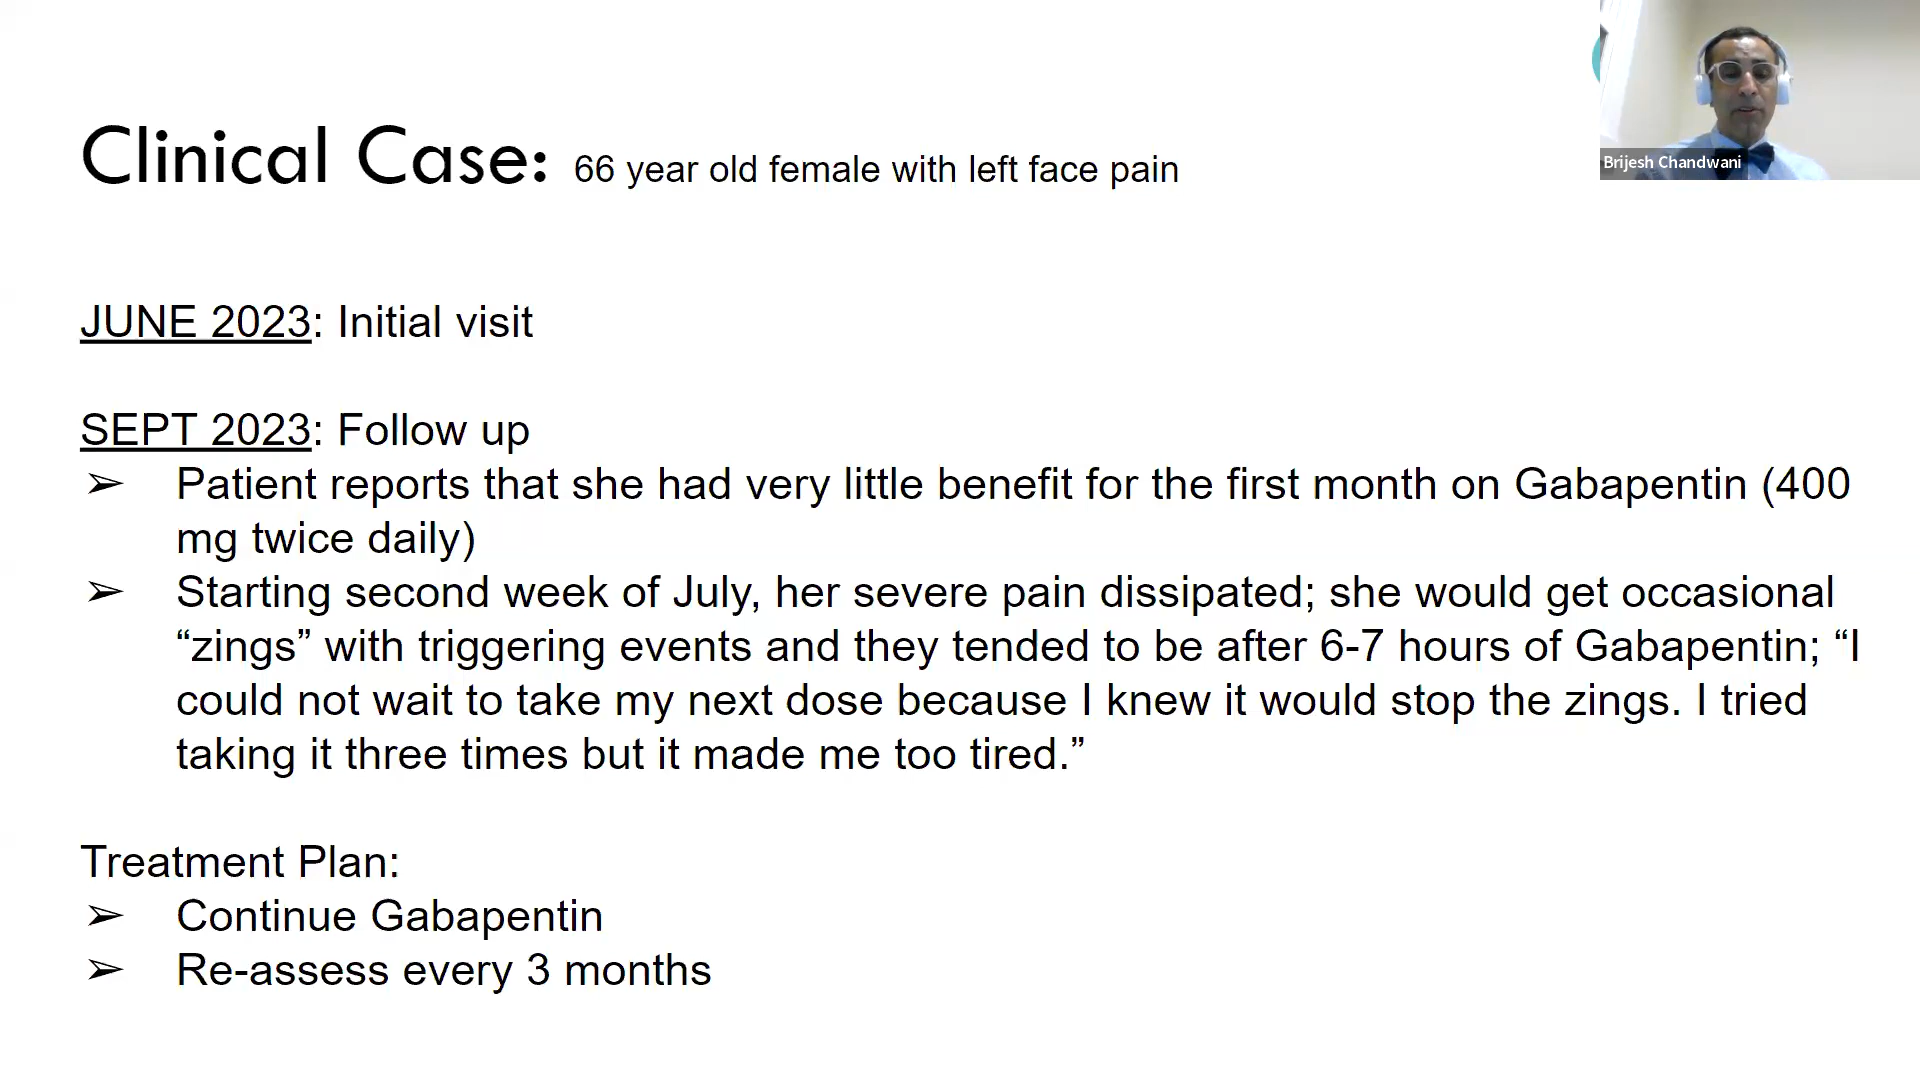 Clinical Case: 66 year old female with left face pain
Brijesh Chandwani
JUNE 2023: Initial visit
SEPT 2023: Follow up
➢ Patient reports that she had very little benefit for the first month on Gabapentin (400
mg twice daily)
➢ Starting second week of July, her severe pain dissipated; she would get occasional
“zings” with triggering events and they tended to be after 6-7 hours of Gabapentin; “I
could not wait to take my next dose because I knew it would stop the zings. I tried
taking it three times but it made me too tired.”
Treatment Plan:
➢ Continue Gabapentin
➢ Re-assess every 3 months